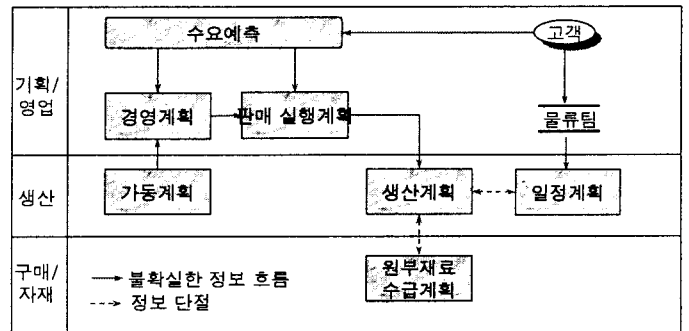 수요예측
고객
기획/
영업
경영계획
판매 실행계획
물류팀
생산
가동계획
생산계획
일정계획
구매/
자재
불확실한 정보 흐름
정보 단절
원부재료
수급계획